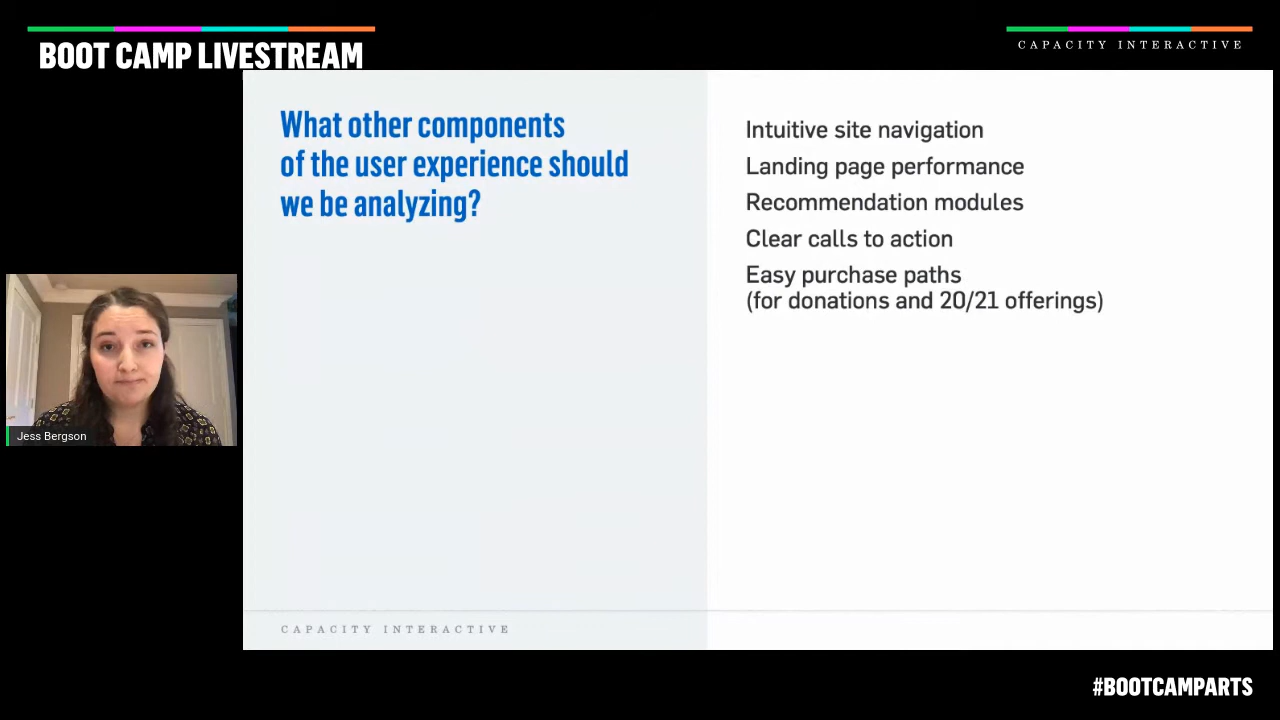 BOOT CAMP LIVESTREAM
CAPACITY INTERACTIVE
What other components
of the user experience should
we be analyzing?
Intuitive site navigation
Landing page performance
Recommendation modules
Clear calls to action
Easy purchase paths
(for donations and 20/21 offerings)
Jess Bergson
CAPACITY INTERACTIVE
#BOOTCAMPARTS